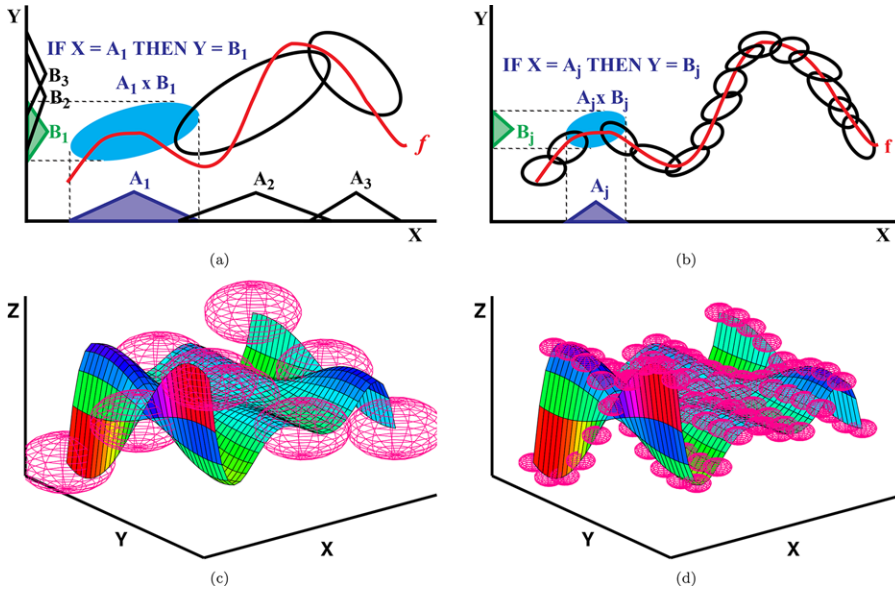 Y
IF X = A1 THEN Y = B1
A1 x B1
B3
B2
B1
f
A1
A2
A3
X
(a)
Y
IF X = Aj THEN Y = Bj
Ajx Bj
Bj
f
Aj
X
(b)
Z
Y
X
(c)
Z
Y
X
(d)